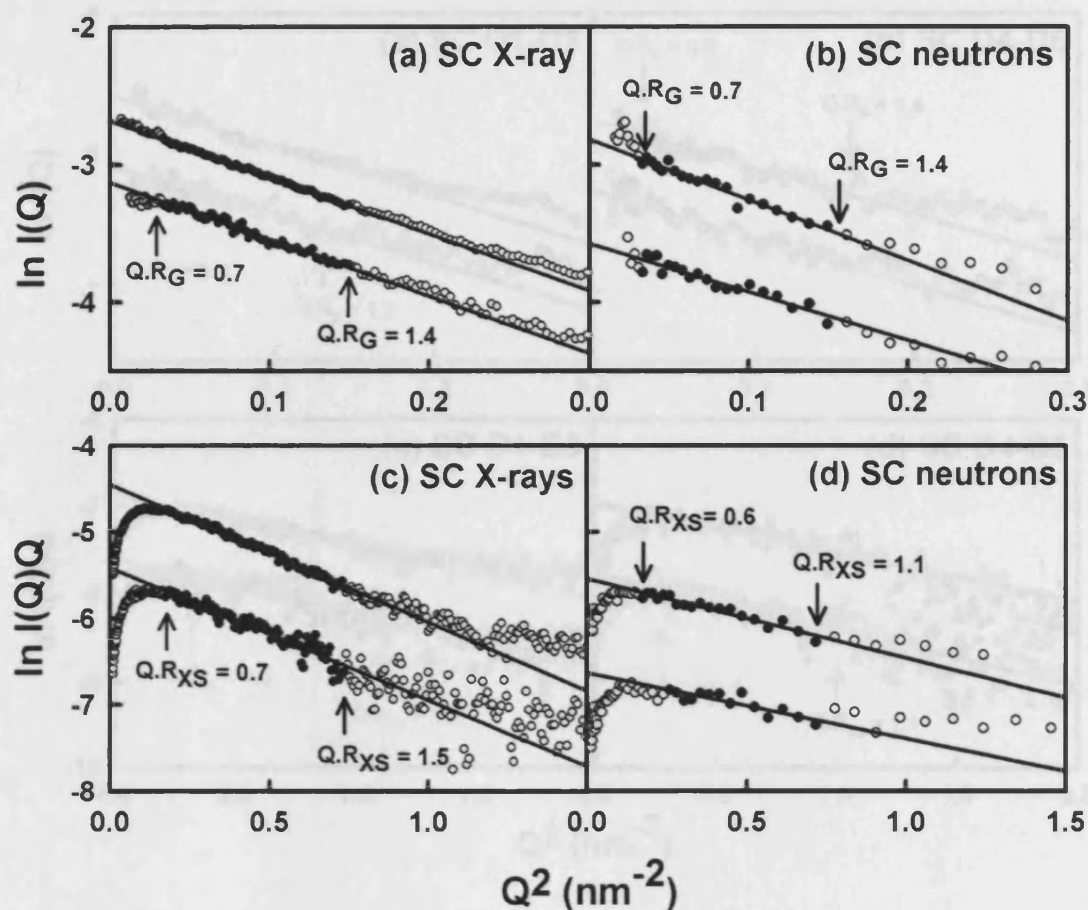 -2
-3
-4
ln I(Q)
(a) SC X-ray
Q.RG = 0.7
Q.RG = 1.4
(b) SC neutrons
Q.RG = 0.7
Q.RG = 1.4
0.0 0.1 0.2 0.0 0.1 0.2 0.3
-4
-5
-6
-7
-8
ln I(Q)Q
(c) SC X-rays
Q.RXS = 0.7
Q.RXS = 1.5
(d) SC neutrons
Q.RXS = 0.6
Q.RXS = 1.1
0.0 0.5 1.0 0.0 0.5 1.0 1.5
Q2 (nm-2)